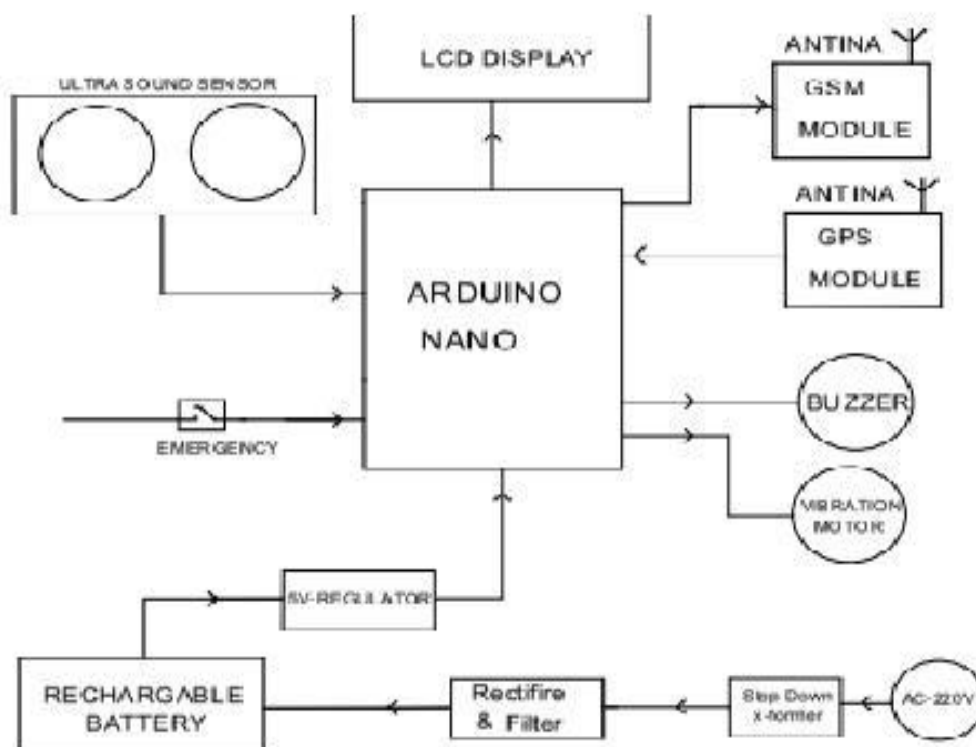 LCD DISPLAY
ULTRA SOUND SENSOR
ANTINA
GSM
MODULE
ANTINA
GPS
MODULE
ARDUINO
NANO
BUZZER
EMERGENCY
VIBRATION
MOTOR
5V-REGULATOR
RECHARGABLE
BATTERY
Rectifire
& Filter
Step Down
x-former
AC-220V